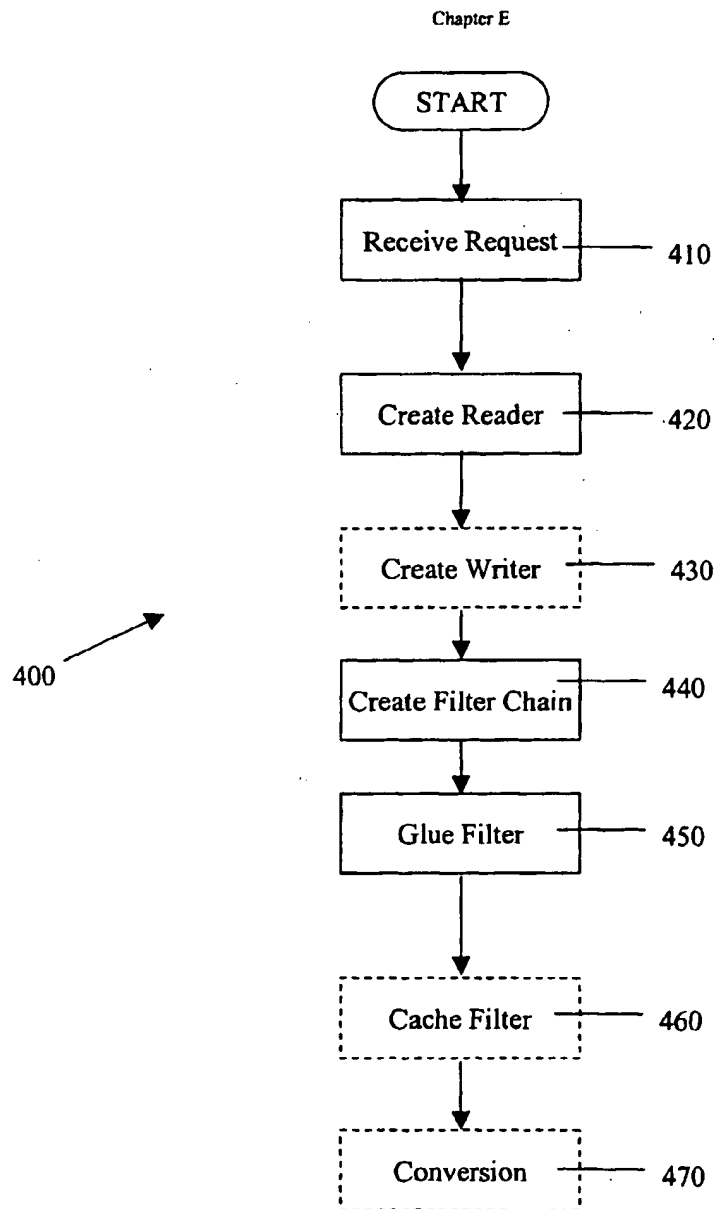 Chapter E
START
Receive Request
410
Create Reader
420
Create Writer
430
400
Create Filter Chain
440
Glue Filter
450
Cache Filter
460
Conversion
470